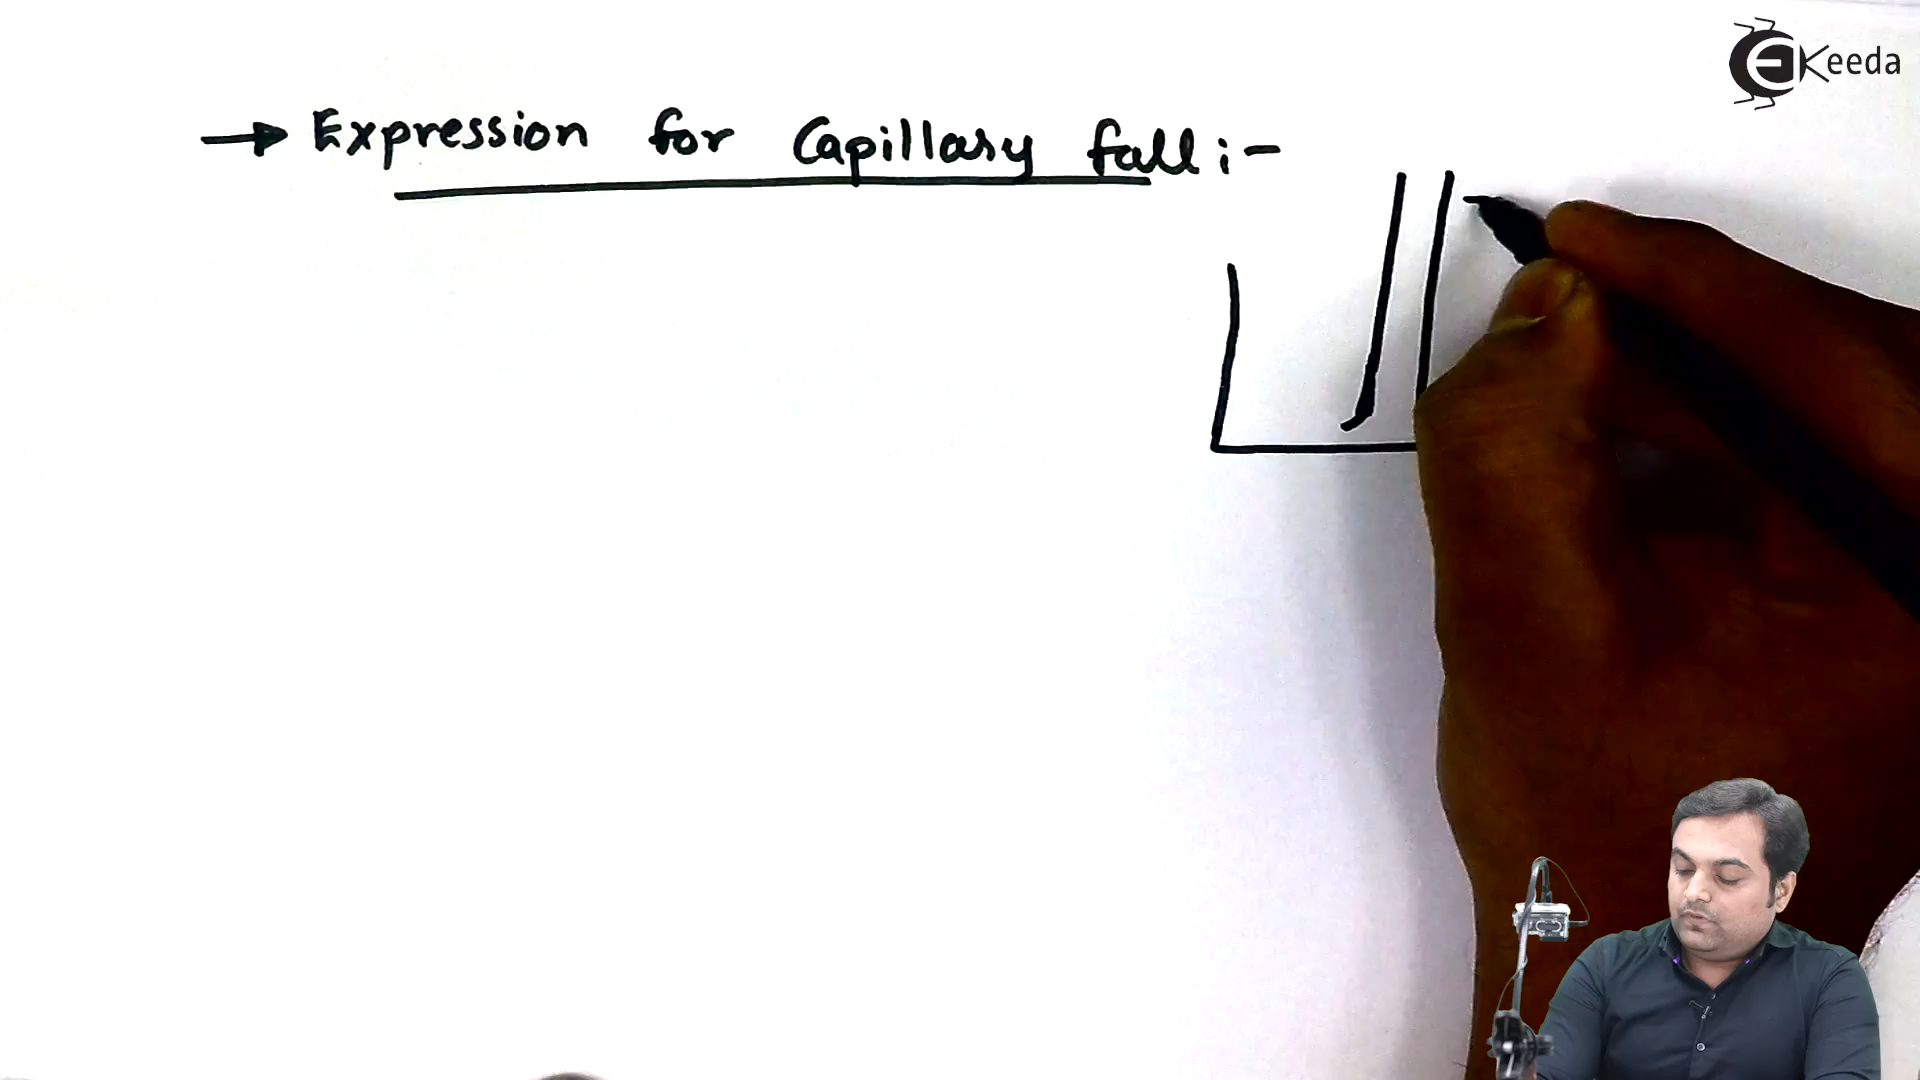 → Expression for Capillary fall :-
EKeeda